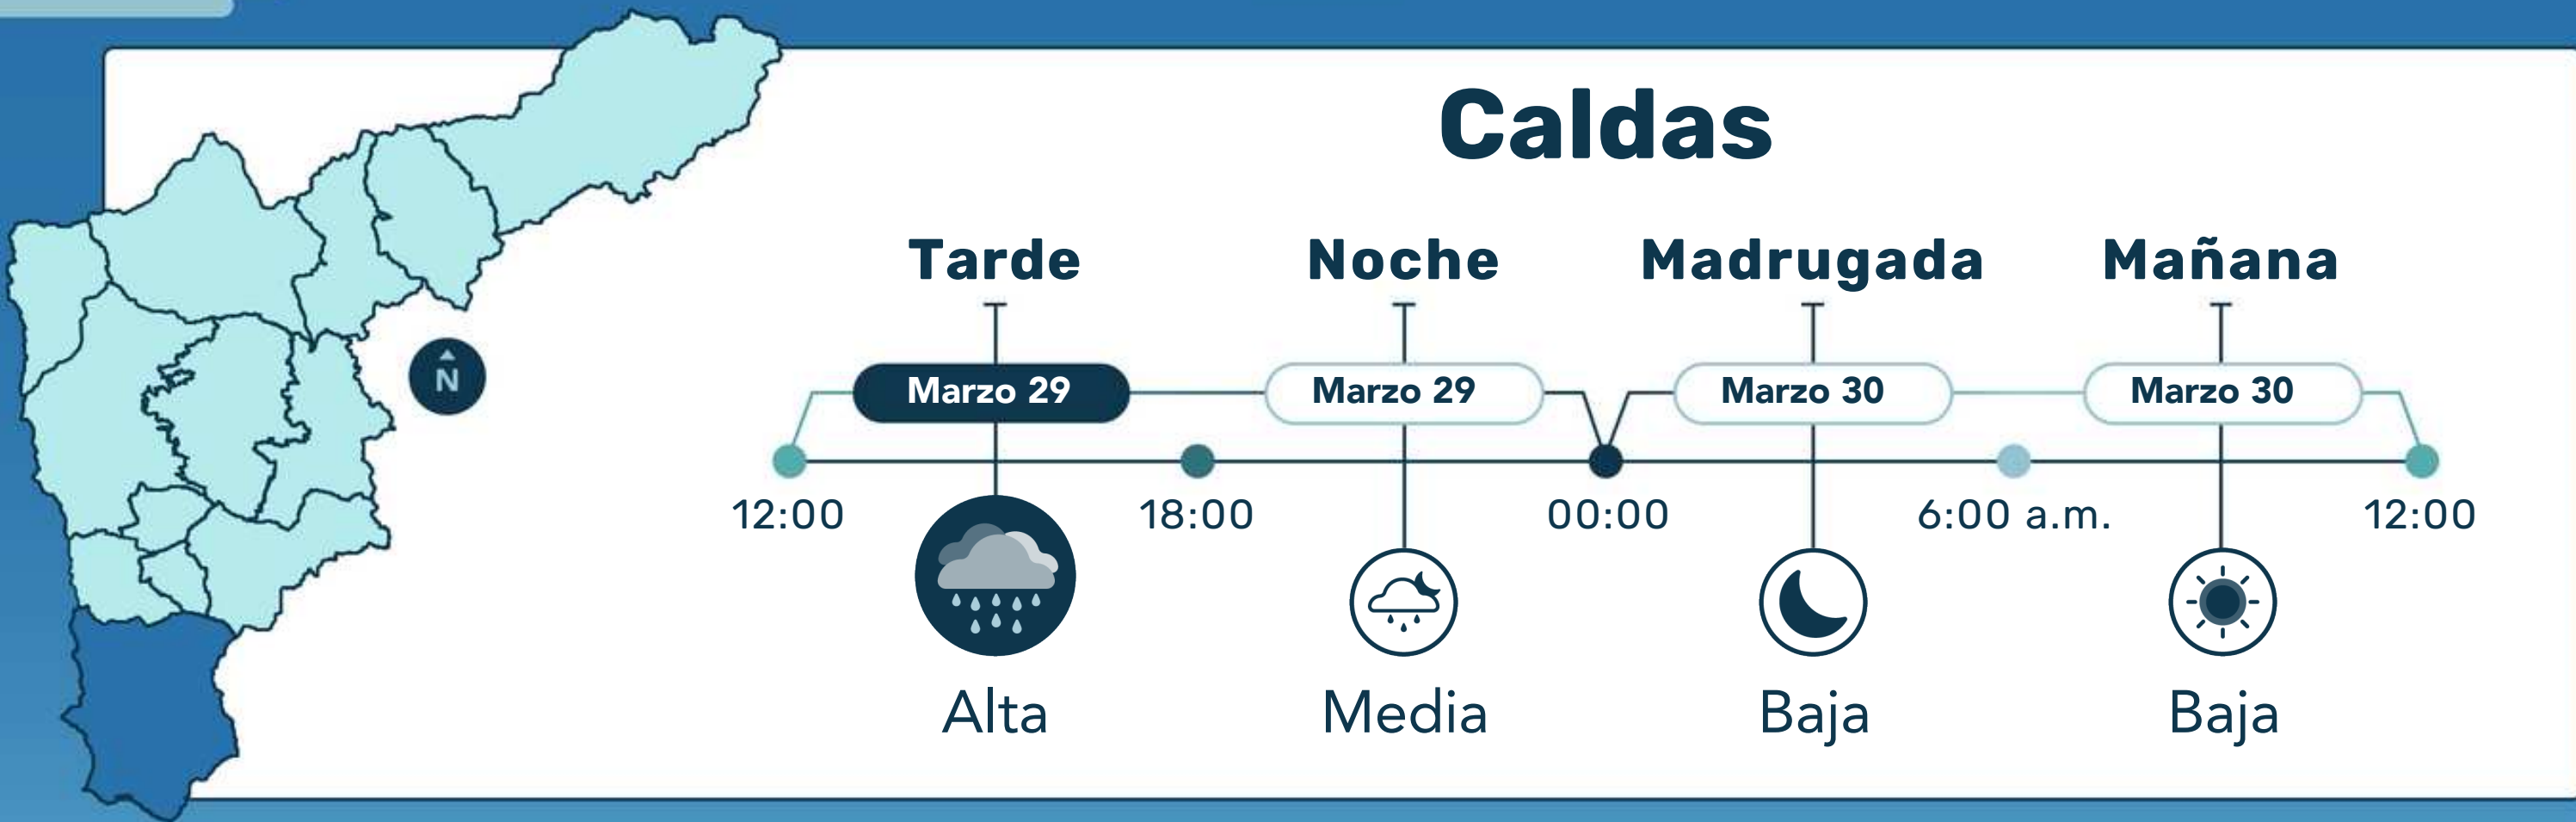 Caldas
Tarde Noche Madrugada Mañana
N
Marzo 29 Marzo 29 Marzo 30 Marzo 30
12:00 18:00 00:00 6:00 a.m. 12:00
Alta Media Baja Baja